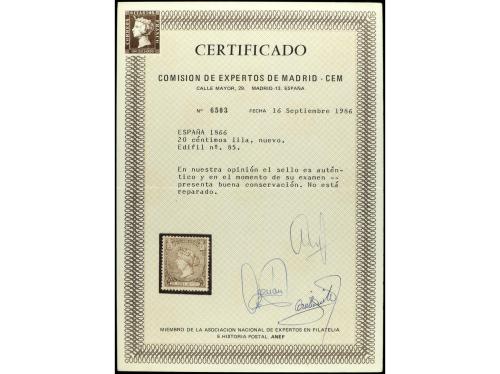 CERTIFICADO
COMISION DE EXPERTOS DE MADRID - CEM
CALLE MAYOR, 29. MADRID-13. ESPAÑA
Nº 6503 FECHA 16 Septiembre 1986
ESPAÑA 1866
20 céntimos lila, nuevo.
Edifil nº. 85.
En nuestra opinión el sello es autén-
tico y en el momento de su examen --
presenta buena conservación. No está
reparado.
MIEMBRO DE LA ASOCIACION NACIONAL DE EXPERTOS EN FILATELIA
E HISTORIA POSTAL. ANEF